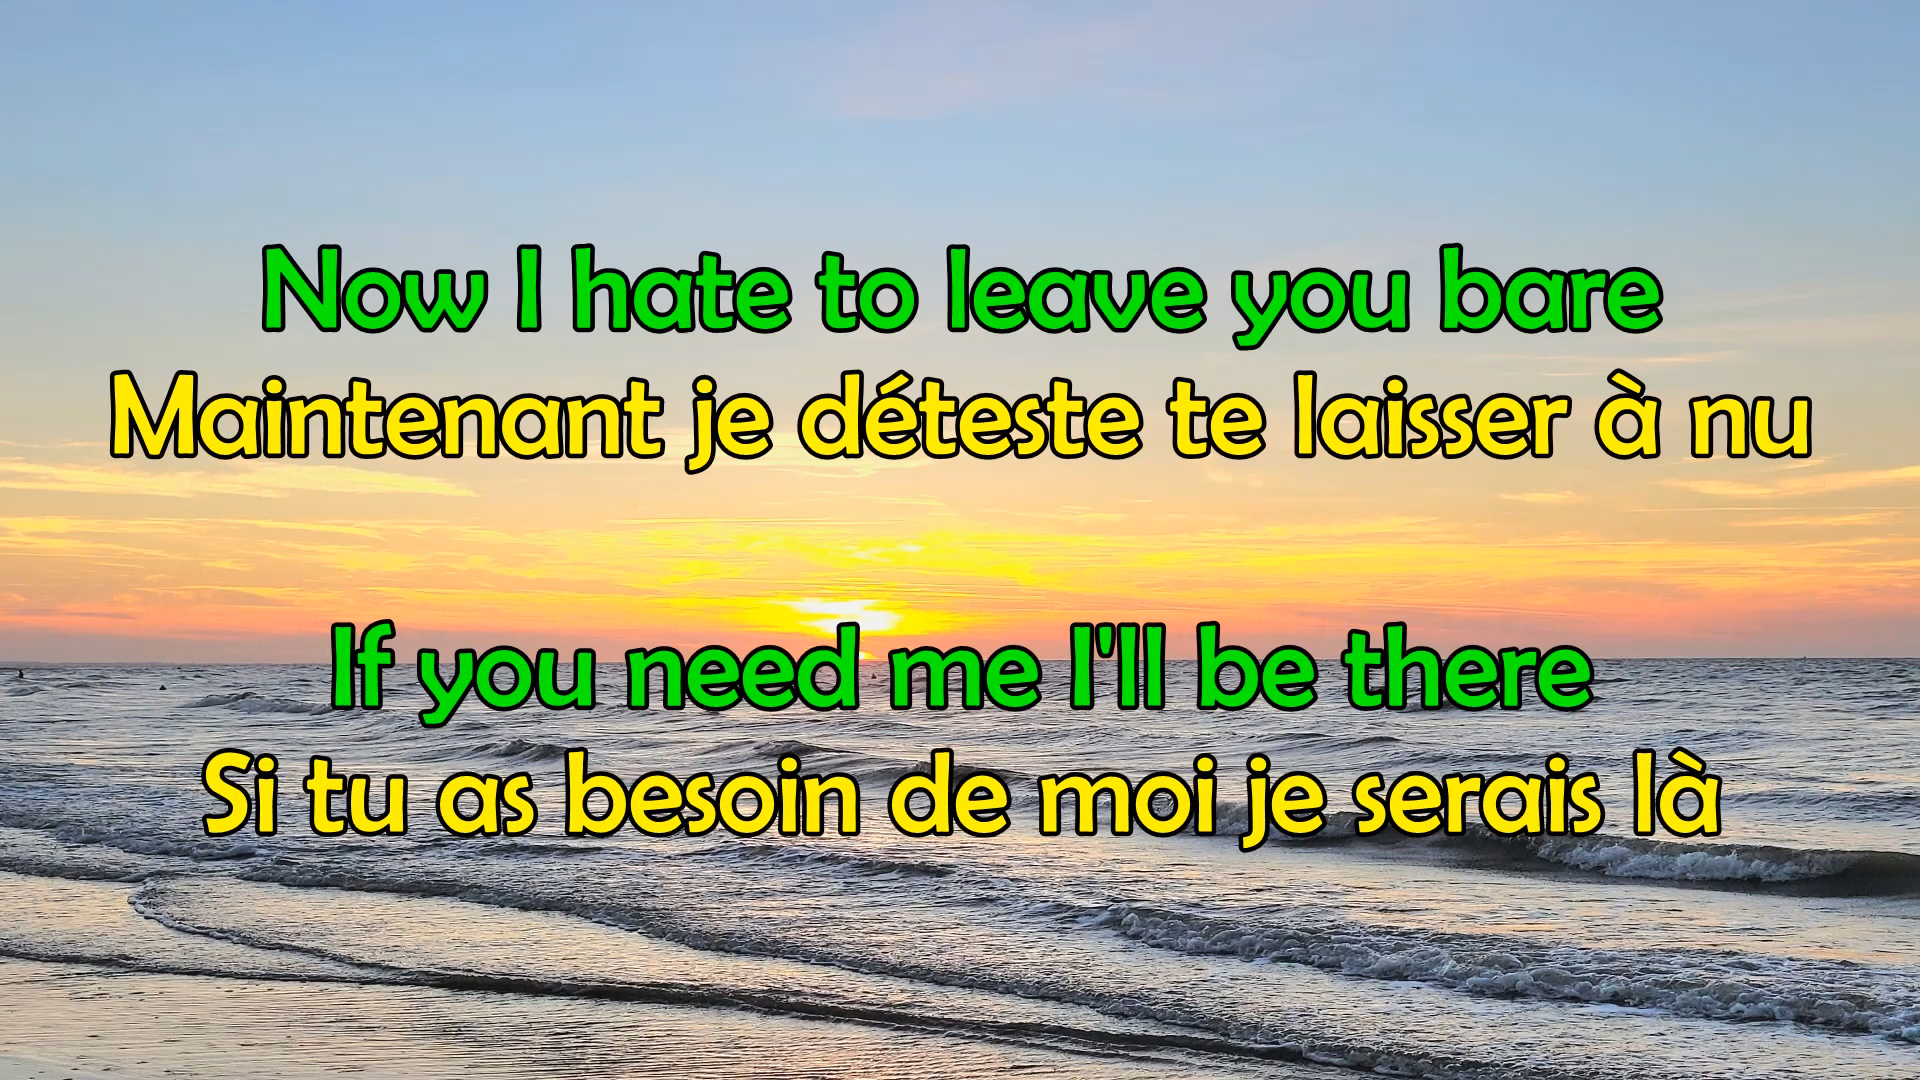 Now I hate to leave you bare
Maintenant je déteste te laisser à nu
If you need me I'll be there
Si tu as besoin de moi je serais là